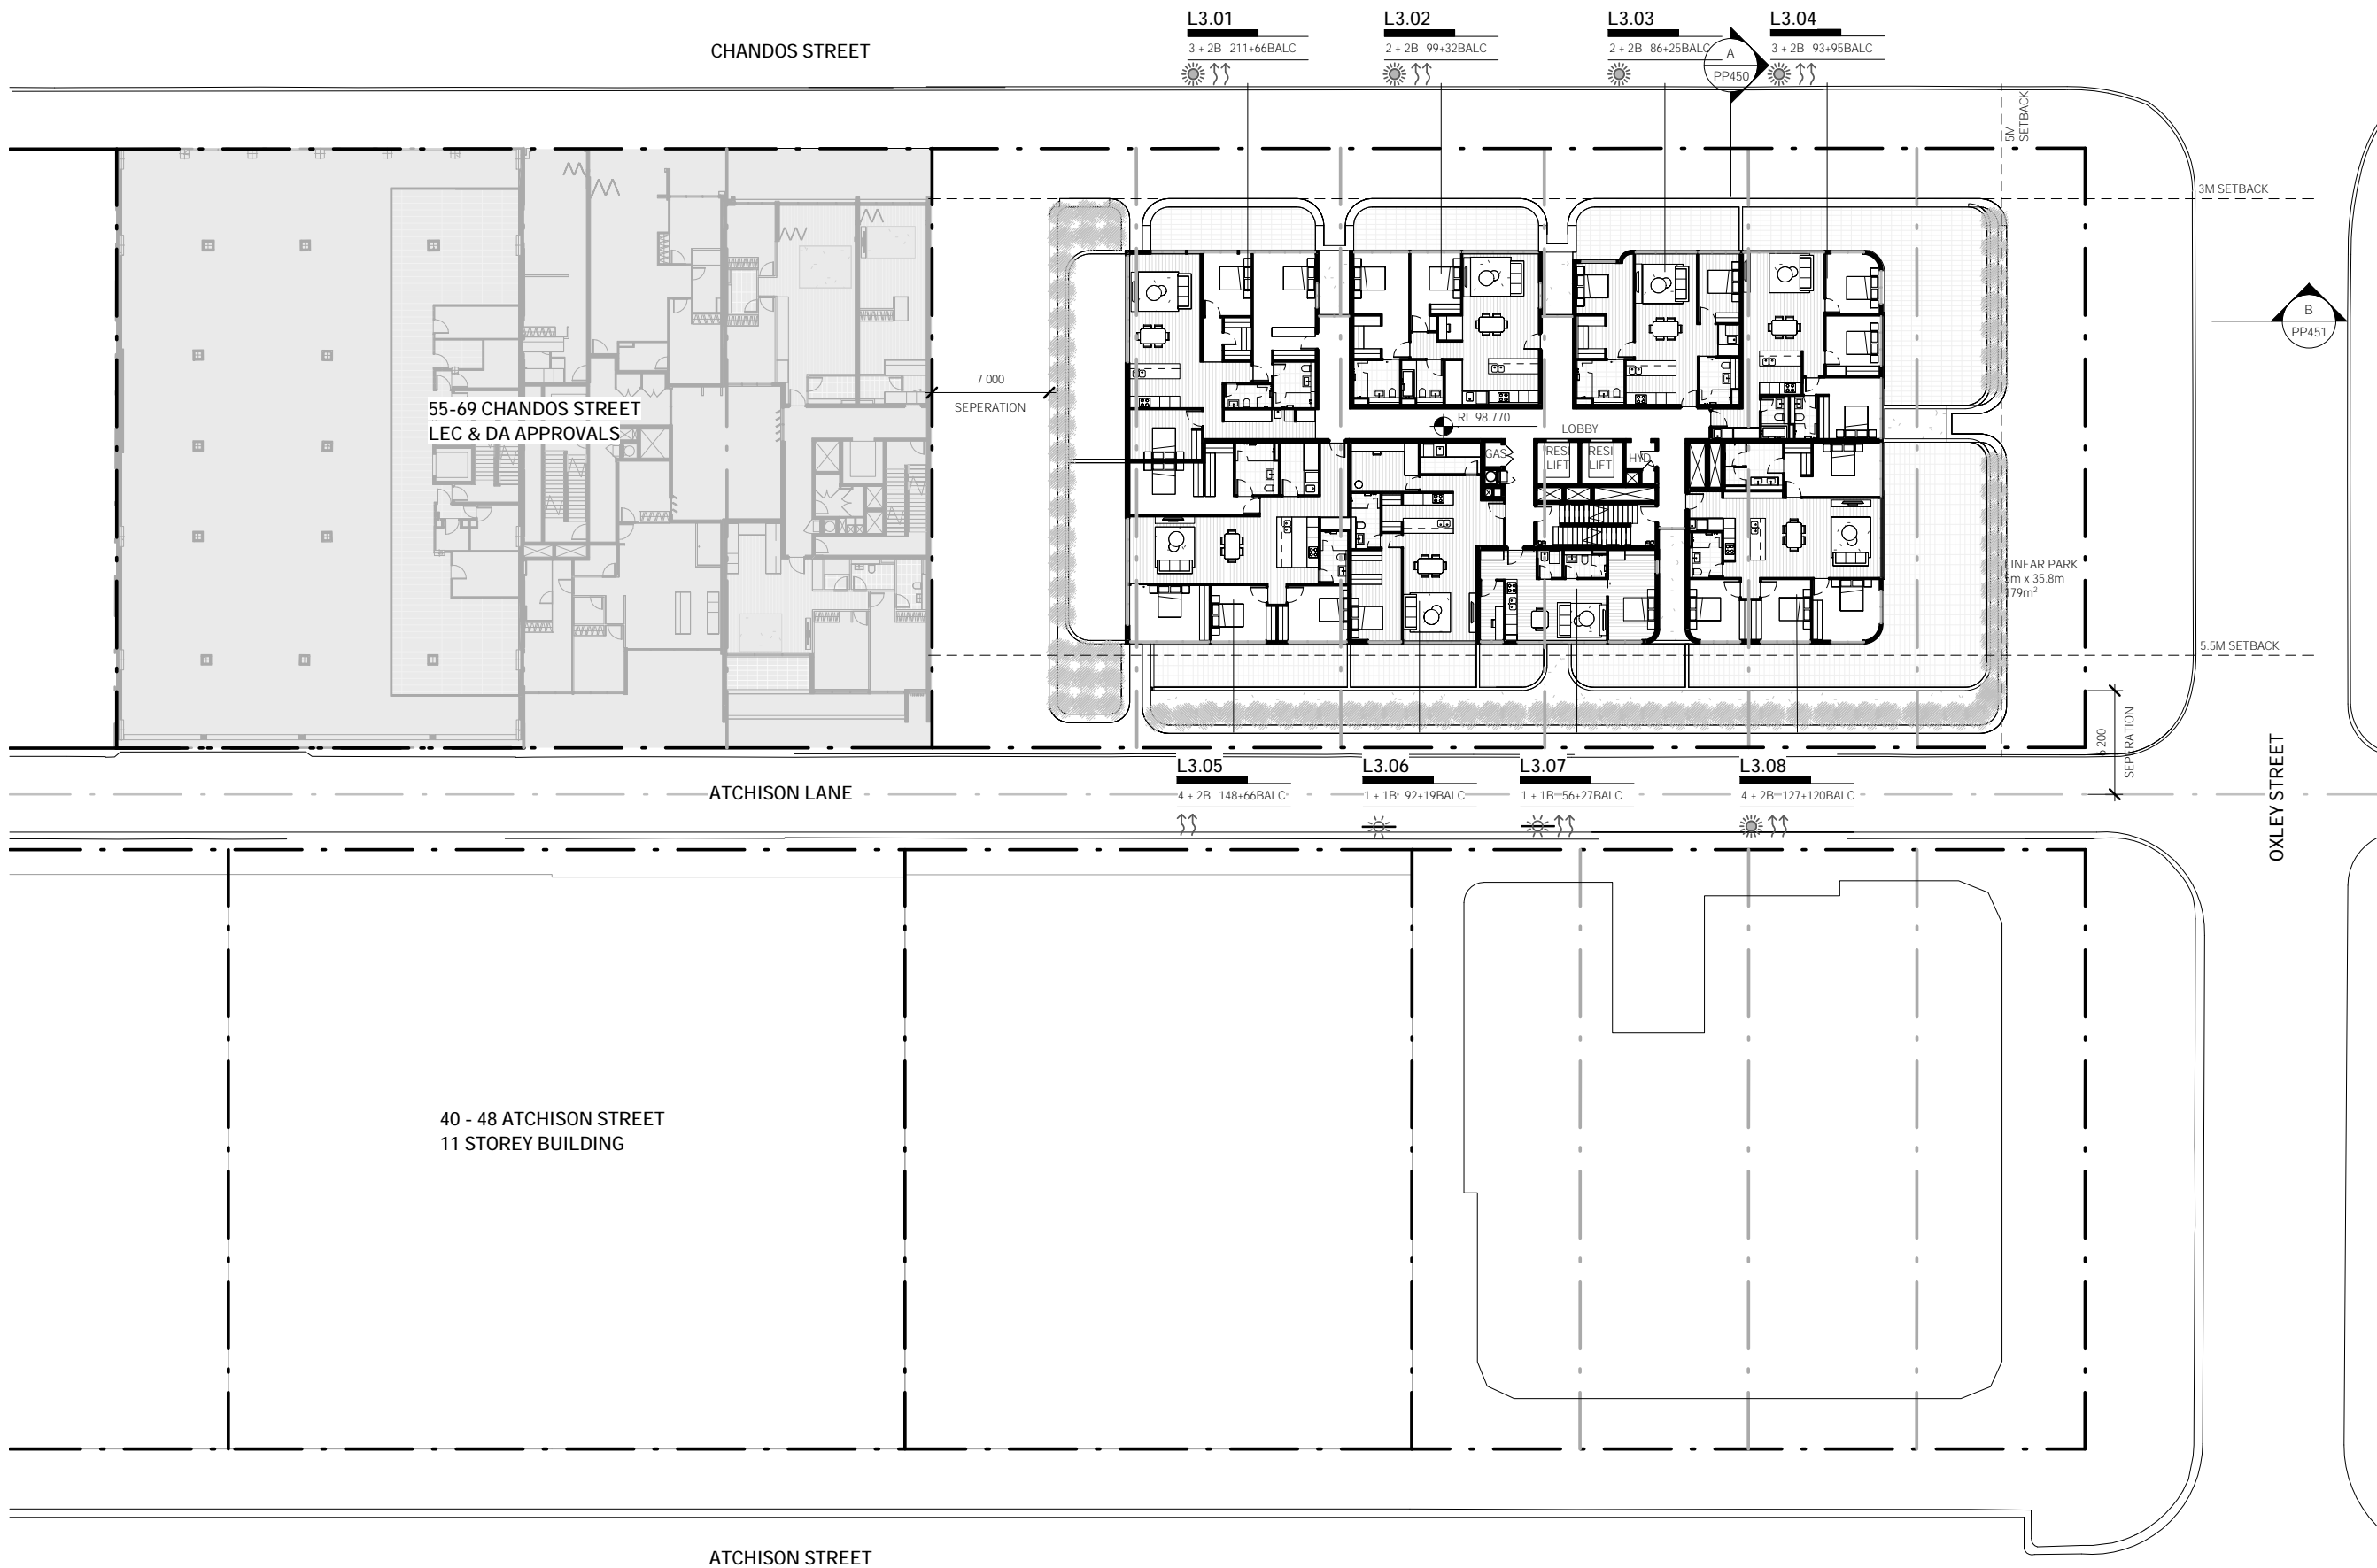 CHANDOS STREET
L3.01
3 + 2B 211+66BALC
L3.02
2 + 2B 99+32BALC
L3.03
2 + 2B 86+25BALC
A
PP450
L3.04
3 + 2B 93+95BALC
5M
SETBACK
3M SETBACK
B
PP451
7 000
SEPERATION
55-69 CHANDOS STREET
LEC & DA APPROVALS
RL 98.770
LOBBY
GAS
RESI
LIFT
RESI
LIFT
HYD
LINEAR PARK
5m x 35.8m
179m²
5.5M SETBACK
SEPERATION
L3.05
4 + 2B 148+66BALC
L3.06
1 + 1B 92+19BALC
L3.07
1 + 1B 56+27BALC
L3.08
4 + 2B 127+120BALC
ATCHISON LANE
OXLEY STREET
40 - 48 ATCHISON STREET
11 STOREY BUILDING
ATCHISON STREET